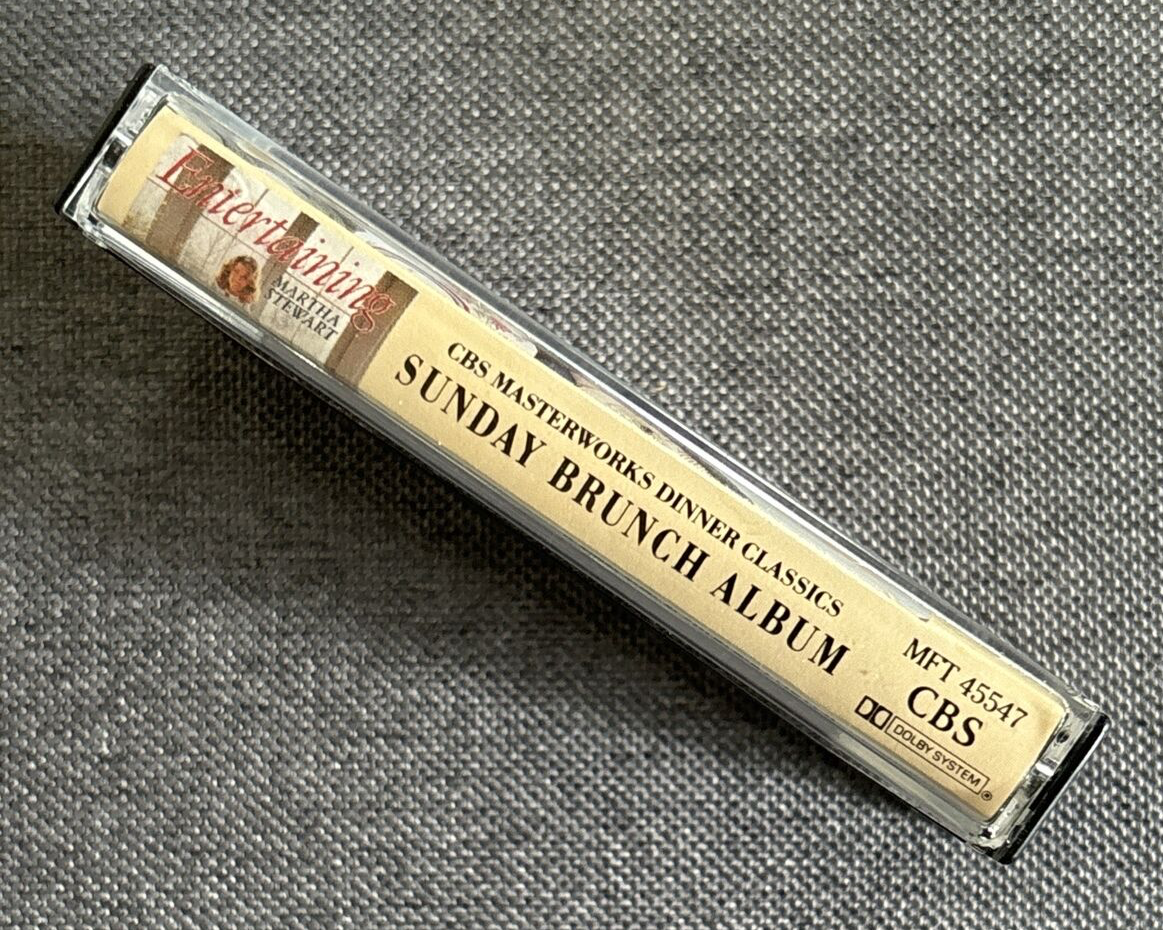 Entertaining
MARTHA
STEWART
CBS MASTERWORKS DINNER CLASSICS
SUNDAY BRUNCH ALBUM
MFT 45547
CBS
DOLBY SYSTEM ®